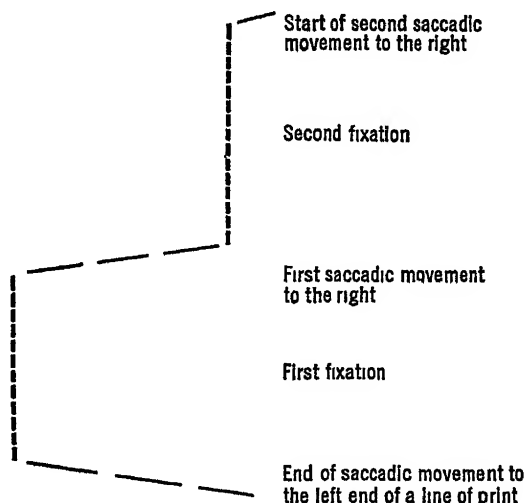 Start of second saccadic
movement to the right
Second fixation
First saccadic movement
to the right
First fixation
End of saccadic movement to
the left end of a line of print